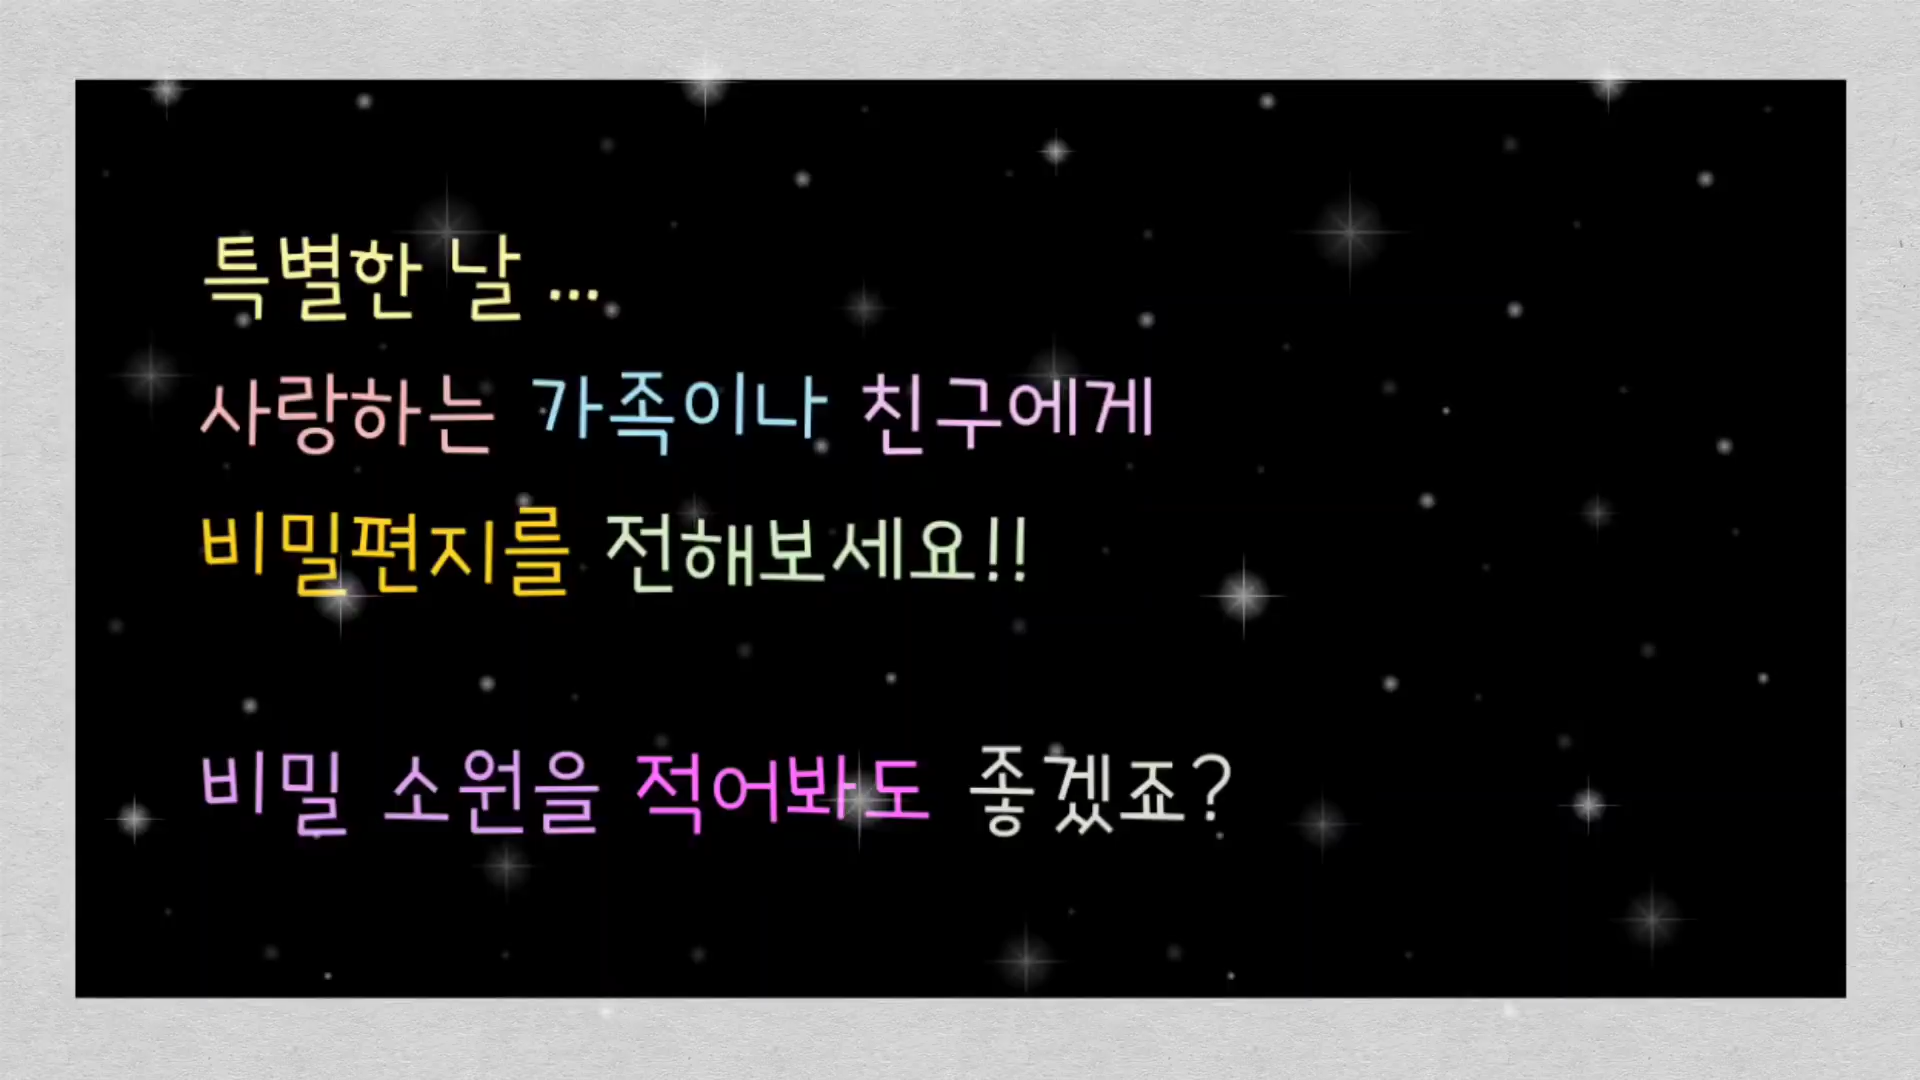 특별한 날 ...
사랑하는 가족이나 친구에게
비밀편지를 전해보세요!!
비밀 소원을 적어봐도 좋겠죠?